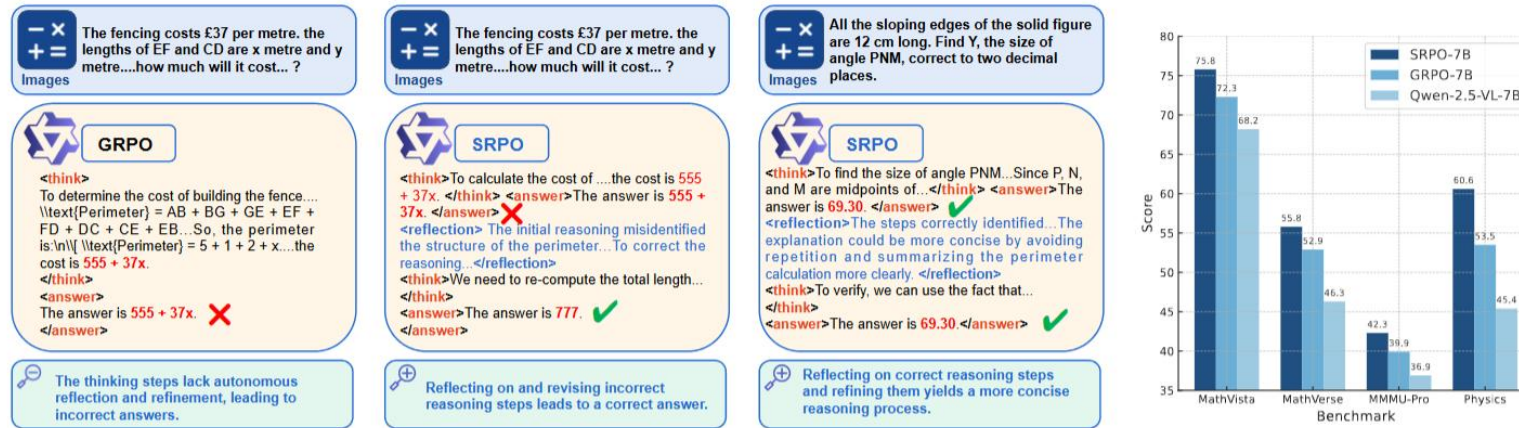 The fencing costs £37 per metre. the
lengths of EF and CD are x metre and y
metre....how much will it cost... ?
Images
GRPO
<think>
To determine the cost of building the fence....
\\text{Perimeter} = AB + BG + GE + EF +
FD + DC + CE + EB...So, the perimeter
is:\n\\[ \\text{Perimeter} = 5 + 1 + 2 + x....the
cost is 555 + 37x.
</think>
<answer>
The answer is 555 + 37x.
</answer>
The thinking steps lack autonomous
reflection and refinement, leading to
incorrect answers.
The fencing costs £37 per metre. the
lengths of EF and CD are x metre and y
metre....how much will it cost... ?
Images
SRPO
<think>To calculate the cost of ....the cost is 555
+ 37x. </think> <answer>The answer is 555 +
37x. </answer>
<reflection> The initial reasoning misidentified
the structure of the perimeter...To correct the
reasoning...</reflection>
<think>We need to re-compute the total length...
</think>
<answer>The answer is 777.
</answer>
Reflecting on and revising incorrect
reasoning steps leads to a correct answer.
All the sloping edges of the solid figure
are 12 cm long. Find Y, the size of
angle PNM, correct to two decimal
places.
Images
SRPO
<think>To find the size of angle PNM...Since P, N,
and M are midpoints of...</think> <answer>The
answer is 69.30. </answer>
<reflection>The steps correctly identified...The
explanation could be more concise by avoiding
repetition and summarizing the perimeter
calculation more clearly. </reflection>
<think>To verify, we can use the fact that...
</think>
<answer>The answer is 69.30.</answer>
Reflecting on correct reasoning steps
and refining them yields a more concise
reasoning process.
SRPO-7B
GRPO-7B
Qwen-2.5-VL-7B
Score
80
75
70
65
60
55
50
45
40
35
75.8
72.3
68.2
55.8
52.9
46.3
42.3
39.9
36.9
60.6
53.5
45.4
MathVista
MathVerse
MMMU-Pro
Physics
Benchmark